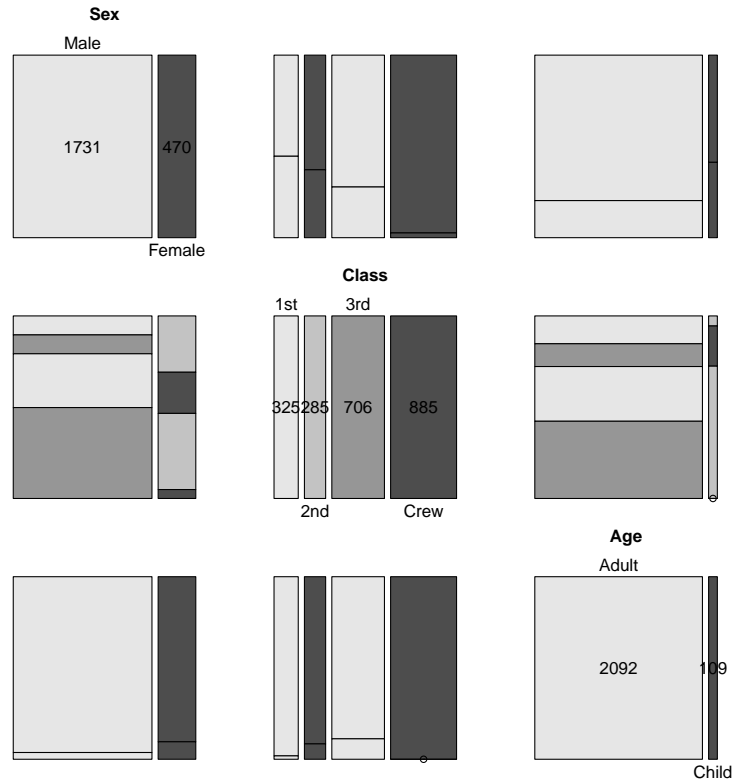 Sex
Male
1731 470
Female
Class
1st 3rd
325 285 706 885
2nd Crew
Age
Adult
2092 109
Child